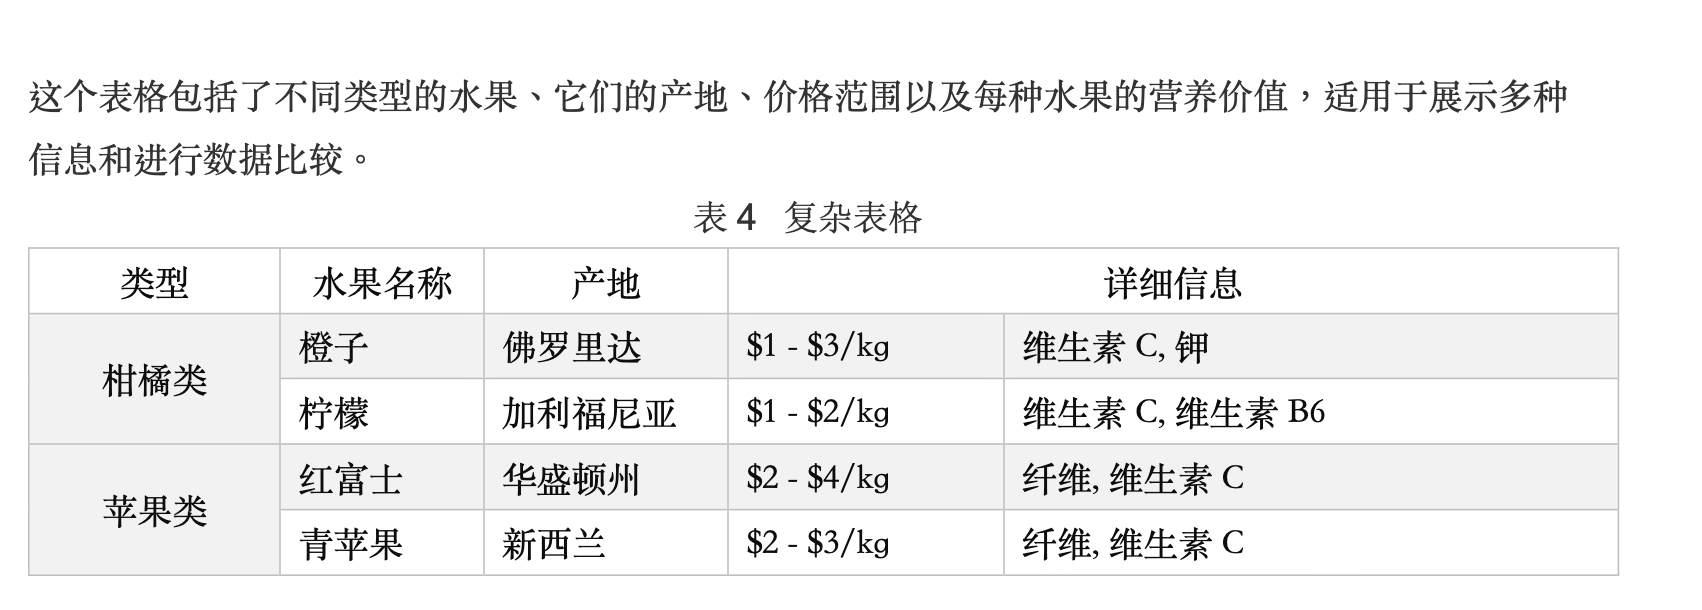 这个表格包括了不同类型的水果、它们的产地、价格范围以及每种水果的营养价值，适用于展示多种
信息和进行数据比较。
表 4 复杂表格
类型 水果名称 产地 详细信息
柑橘类
橙子 佛罗里达 $1 - $3/kg 维生素 C, 钾
柠檬 加利福尼亚 $1 - $2/kg 维生素 C, 维生素 B6
苹果类
红富士 华盛顿州 $2 - $4/kg 纤维, 维生素 C
青苹果 新西兰 $2 - $3/kg 纤维, 维生素 C